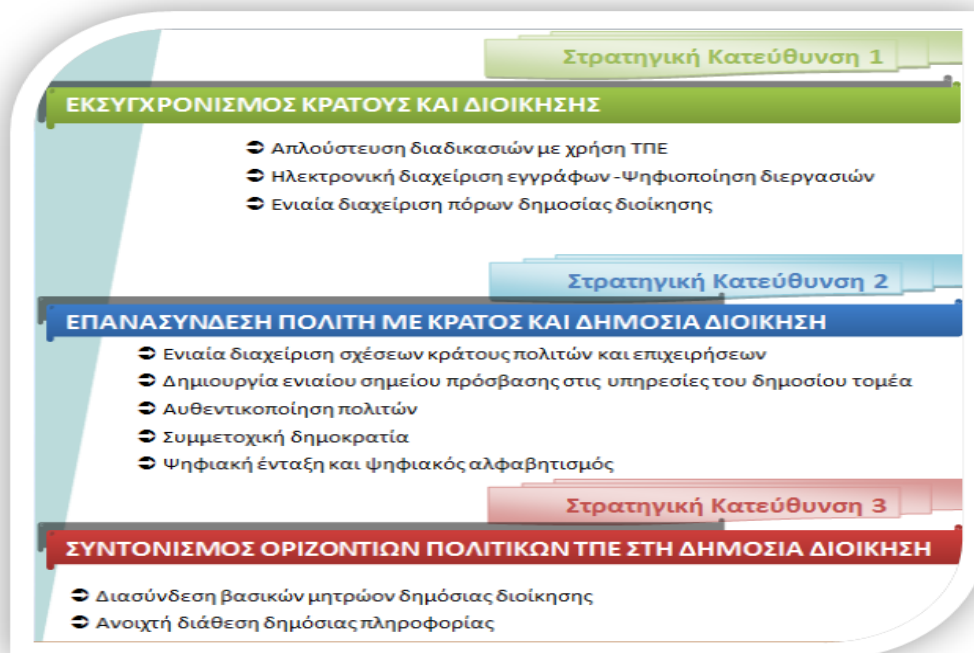 Στρατηγική Κατεύθυνση 1
ΕΚΣΥΓΧΡΟΝΙΣΜΟΣ ΚΡΑΤΟΥΣ ΚΑΙ ΔΙΟΙΚΗΣΗΣ
➲ Απλούστευση διαδικασιών με χρήση ΤΠΕ
➲ Ηλεκτρονική διαχείριση εγγράφων -Ψηφιοποίηση διεργασιών
➲ Ενιαία διαχείριση πόρων δημοσίας διοίκησης
Στρατηγική Κατεύθυνση 2
ΕΠΑΝΑΣΥΝΔΕΣΗ ΠΟΛΙΤΗ ΜΕ ΚΡΑΤΟΣ ΚΑΙ ΔΗΜΟΣΙΑ ΔΙΟΙΚΗΣΗ
➲ Ενιαία διαχείριση σχέσεων κράτους πολιτών και επιχειρήσεων
➲ Δημιουργία ενιαίου σημείου πρόσβασης στις υπηρεσίες του δημοσίου τομέα
➲ Αυθεντικοποίηση πολιτών
➲ Συμμετοχική δημοκρατία
➲ Ψηφιακή ένταξη και ψηφιακός αλφαβητισμός
Στρατηγική Κατεύθυνση 3
ΣΥΝΤΟΝΙΣΜΟΣ ΟΡΙΖΟΝΤΙΩΝ ΠΟΛΙΤΙΚΩΝ ΤΠΕ ΣΤΗ ΔΗΜΟΣΙΑ ΔΙΟΙΚΗΣΗ
➲ Διασύνδεση βασικών μητρώον δημόσιας διοίκησης
➲ Ανοιχτή διάθεση δημόσιας πληροφορίας